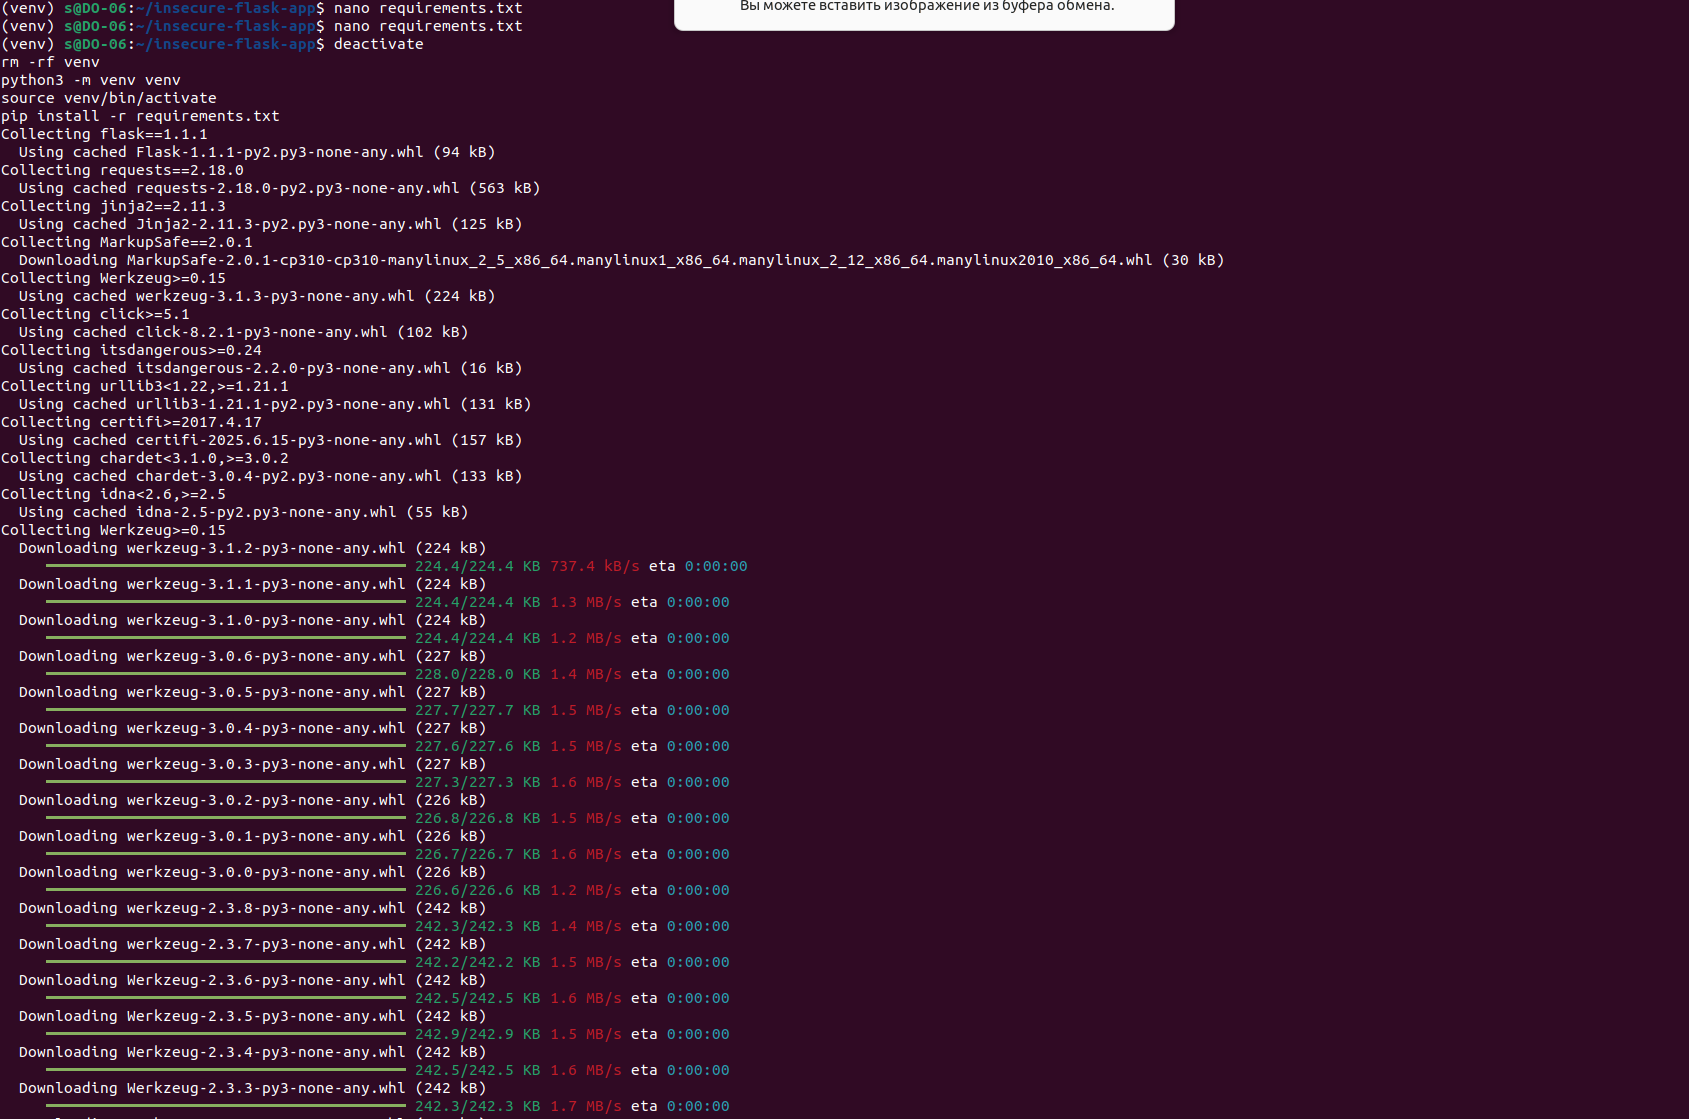 (venv) s@DO-06:~/insecure-flask-app$ nano requirements.txt
Вы можете вставить изображение из буфера обмена.
(venv) s@DO-06:~/insecure-flask-app$ nano requirements.txt
(venv) s@DO-06:~/insecure-flask-app$ deactivate
rm -rf venv
python3 -m venv venv
source venv/bin/activate
pip install -r requirements.txt
Collecting flask==1.1.1
  Using cached Flask-1.1.1-py2.py3-none-any.whl (94 kB)
Collecting requests==2.18.0
  Using cached requests-2.18.0-py2.py3-none-any.whl (563 kB)
Collecting jinja2==2.11.3
  Using cached Jinja2-2.11.3-py2.py3-none-any.whl (125 kB)
Collecting MarkupSafe==2.0.1
  Downloading MarkupSafe-2.0.1-cp310-cp310-manylinux_2_5_x86_64.manylinux1_x86_64.manylinux_2_12_x86_64.manylinux2010_x86_64.whl (30 kB)
Collecting Werkzeug>=0.15
  Using cached werkzeug-3.1.3-py3-none-any.whl (224 kB)
Collecting click>=5.1
  Using cached click-8.2.1-py3-none-any.whl (102 kB)
Collecting itsdangerous>=0.24
  Using cached itsdangerous-2.2.0-py3-none-any.whl (16 kB)
Collecting urllib3<1.22,>=1.21.1
  Using cached urllib3-1.21.1-py2.py3-none-any.whl (131 kB)
Collecting certifi>=2017.4.17
  Using cached certifi-2025.6.15-py3-none-any.whl (157 kB)
Collecting chardet<3.1.0,>=3.0.2
  Using cached chardet-3.0.4-py2.py3-none-any.whl (133 kB)
Collecting idna<2.6,>=2.5
  Using cached idna-2.5-py2.py3-none-any.whl (55 kB)
Collecting Werkzeug>=0.15
  Downloading werkzeug-3.1.2-py3-none-any.whl (224 kB)
224.4/224.4 KB 737.4 kB/s eta 0:00:00
  Downloading werkzeug-3.1.1-py3-none-any.whl (224 kB)
224.4/224.4 KB 1.3 MB/s eta 0:00:00
  Downloading werkzeug-3.1.0-py3-none-any.whl (224 kB)
224.4/224.4 KB 1.2 MB/s eta 0:00:00
  Downloading werkzeug-3.0.6-py3-none-any.whl (227 kB)
228.0/228.0 KB 1.4 MB/s eta 0:00:00
  Downloading werkzeug-3.0.5-py3-none-any.whl (227 kB)
227.7/227.7 KB 1.5 MB/s eta 0:00:00
  Downloading werkzeug-3.0.4-py3-none-any.whl (227 kB)
227.6/227.6 KB 1.5 MB/s eta 0:00:00
  Downloading werkzeug-3.0.3-py3-none-any.whl (227 kB)
227.3/227.3 KB 1.6 MB/s eta 0:00:00
  Downloading werkzeug-3.0.2-py3-none-any.whl (226 kB)
226.8/226.8 KB 1.5 MB/s eta 0:00:00
  Downloading werkzeug-3.0.1-py3-none-any.whl (226 kB)
226.7/226.7 KB 1.6 MB/s eta 0:00:00
  Downloading werkzeug-3.0.0-py3-none-any.whl (226 kB)
226.6/226.6 KB 1.2 MB/s eta 0:00:00
  Downloading werkzeug-2.3.8-py3-none-any.whl (242 kB)
242.3/242.3 KB 1.4 MB/s eta 0:00:00
  Downloading werkzeug-2.3.7-py3-none-any.whl (242 kB)
242.2/242.2 KB 1.5 MB/s eta 0:00:00
  Downloading Werkzeug-2.3.6-py3-none-any.whl (242 kB)
242.5/242.5 KB 1.6 MB/s eta 0:00:00
  Downloading Werkzeug-2.3.5-py3-none-any.whl (242 kB)
242.9/242.9 KB 1.5 MB/s eta 0:00:00
  Downloading Werkzeug-2.3.4-py3-none-any.whl (242 kB)
242.5/242.5 KB 1.6 MB/s eta 0:00:00
  Downloading Werkzeug-2.3.3-py3-none-any.whl (242 kB)
242.3/242.3 KB 1.7 MB/s eta 0:00:00